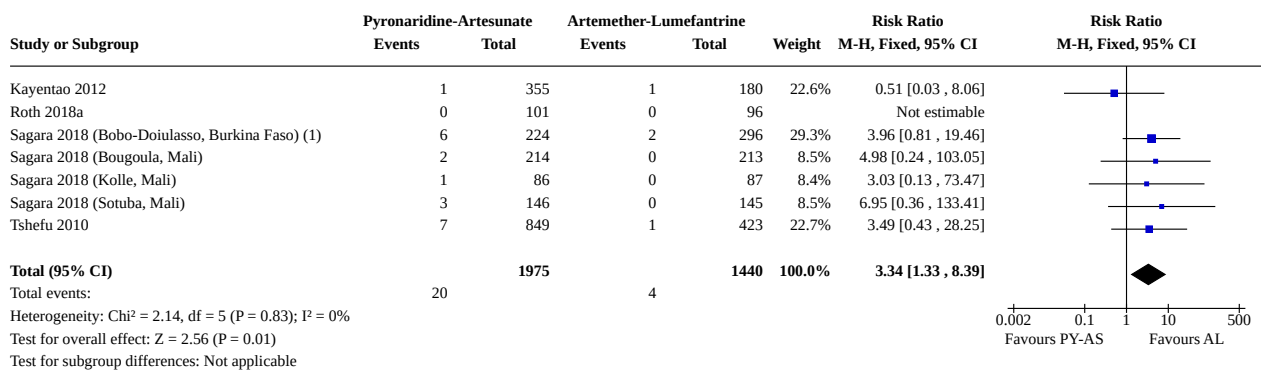 Pyronaridine-Artesunate Artemether-Lumefantrine Risk Ratio Risk Ratio
Study or Subgroup Events Total Events Total Weight M-H, Fixed, 95% CI M-H, Fixed, 95% CI
Kayentao 2012 1 355 1 180 22.6% 0.51 [0.03 , 8.06]
Roth 2018a 0 101 0 96 Not estimable
Sagara 2018 (Bobo-Doiulasso, Burkina Faso) (1) 6 224 2 296 29.3% 3.96 [0.81 , 19.46]
Sagara 2018 (Bougoula, Mali) 2 214 0 213 8.5% 4.98 [0.24 , 103.05]
Sagara 2018 (Kolle, Mali) 1 86 0 87 8.4% 3.03 [0.13 , 73.47]
Sagara 2018 (Sotuba, Mali) 3 146 0 145 8.5% 6.95 [0.36 , 133.41]
Tshefu 2010 7 849 1 423 22.7% 3.49 [0.43 , 28.25]
Total (95% CI) 1975 1440 100.0% 3.34 [1.33 , 8.39]
Total events: 20 4
Heterogeneity: Chi² = 2.14, df = 5 (P = 0.83); I² = 0% 0.002 0.1 1 10 500
Test for overall effect: Z = 2.56 (P = 0.01) Favours PY-AS Favours AL
Test for subgroup differences: Not applicable